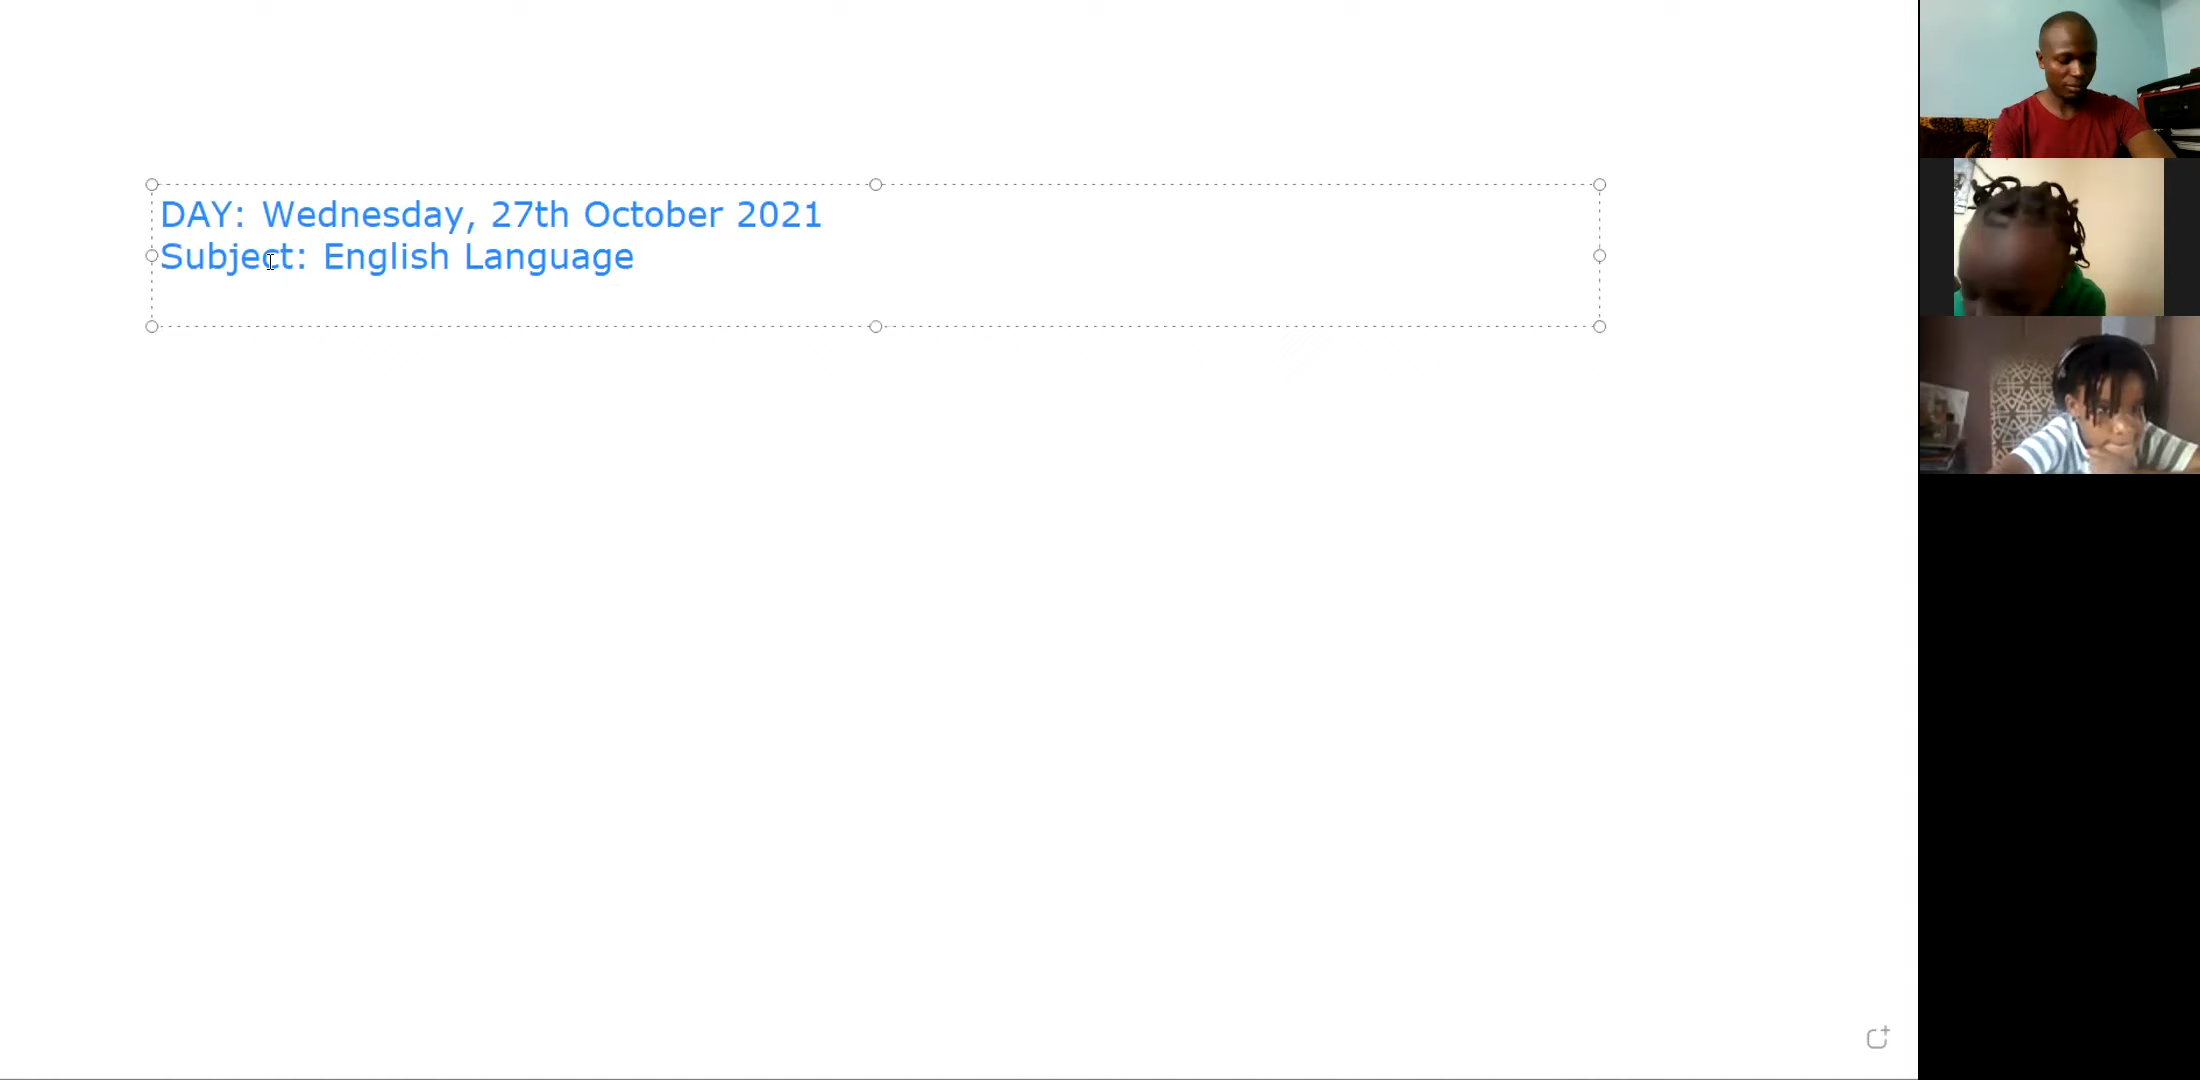 DAY: Wednesday, 27th October 2021
Subject: English Language